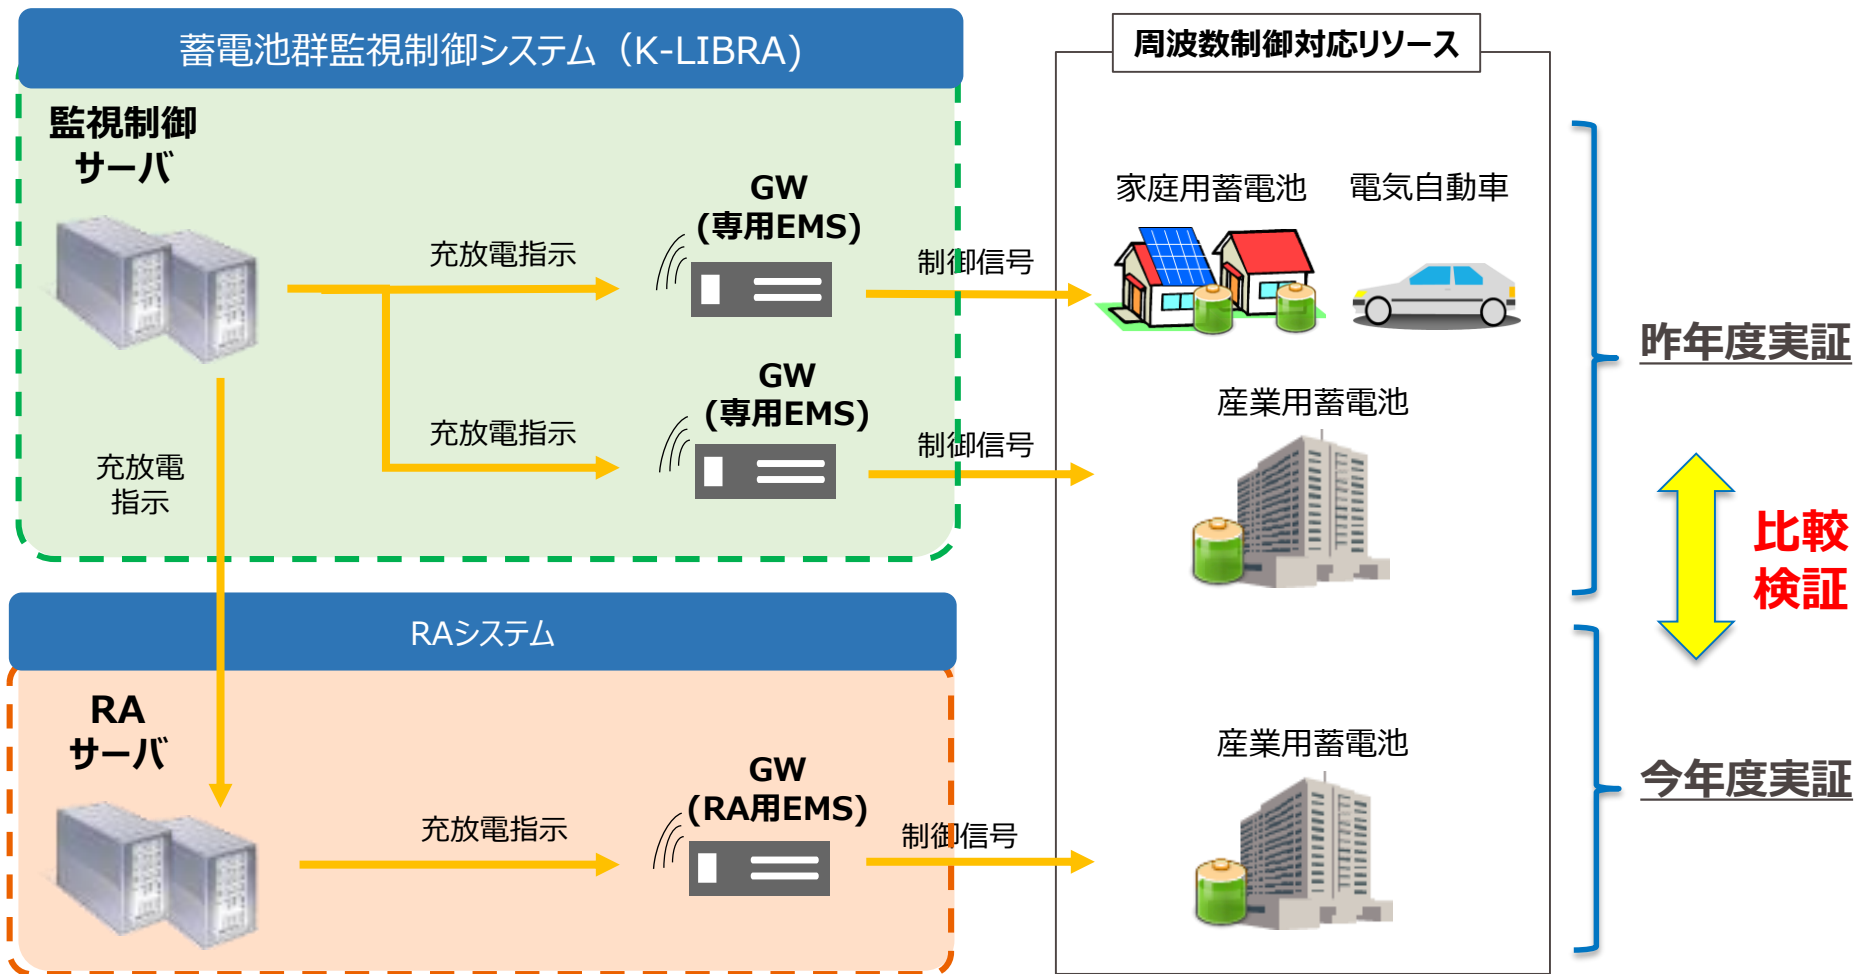 蓄電池群監視制御システム（K-LIBRA）
周波数制御対応リソース
監視制御
サーバ
GW
(専用EMS)
充放電指示
制御信号
家庭用蓄電池
電気自動車
昨年度実証
GW
(専用EMS)
充放電指示
制御信号
産業用蓄電池
充放電
指示
比較
検証
RAシステム
RA
サーバ
GW
(RA用EMS)
充放電指示
制御信号
産業用蓄電池
今年度実証